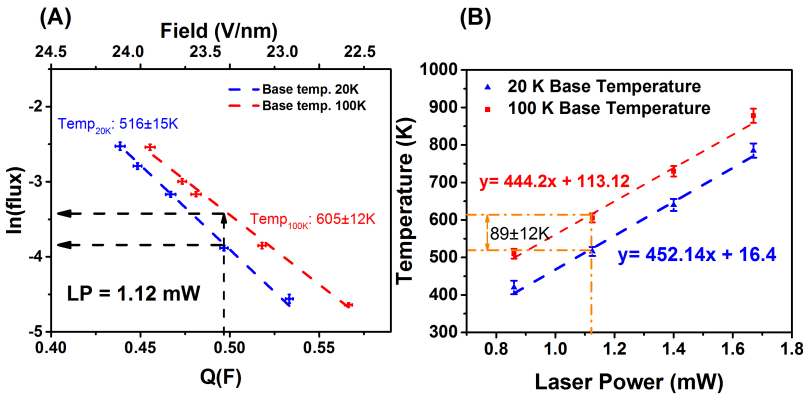 (A)
Field (V/nm)
24.5 24.0 23.5 23.0 22.5
Base temp. 20K
Base temp. 100K
Temp20K: 516±15K
Temp100K: 605±12K
LP = 1.12 mW
ln(flux)
-2
-3
-4
-5
0.40 0.45 0.50 0.55
Q(F)
(B)
20 K Base Temperature
100 K Base Temperature
y= 444.2x + 113.12
89±12K
y= 452.14x + 16.4
Temperature (K)
1000
900
800
700
600
500
400
300
0.8 1.0 1.2 1.4 1.6 1.8
Laser Power (mW)